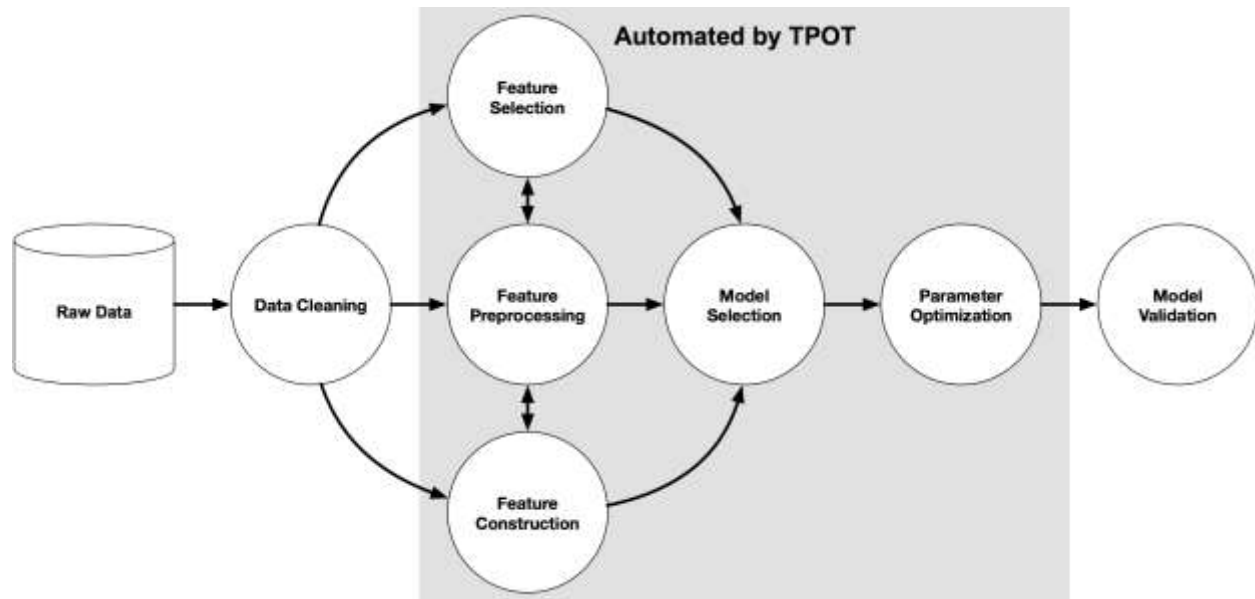 Automated by TPOT
Feature
Selection
Raw Data
Data Cleaning
Feature
Preprocessing
Model
Selection
Parameter
Optimization
Model
Validation
Feature
Construction